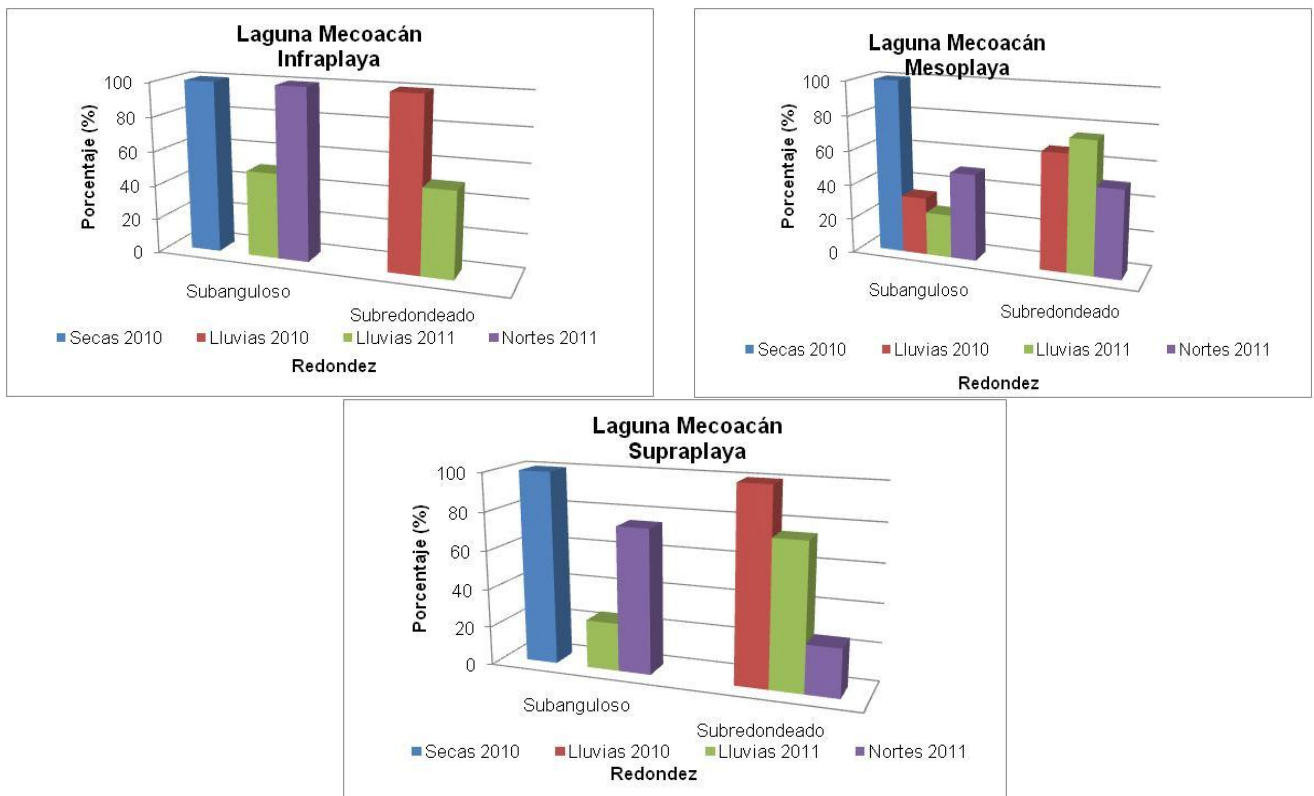 Laguna Mecoacán
Infraplaya
Porcentaje (%)
100
80
60
40
20
0
Subanguloso
Subredondeado
Secas 2010 Lluvias 2010 Lluvias 2011 Nortes 2011
Redondez
Laguna Mecoacán
Mesoplaya
Porcentaje (%)
100
80
60
40
20
0
Subanguloso
Subredondeado
Secas 2010 Lluvias 2010 Lluvias 2011 Nortes 2011
Redondez
Laguna Mecoacán
Supraplaya
Porcentaje (%)
100
80
60
40
20
0
Subanguloso
Subredondeado
Secas 2010 Lluvias 2010 Lluvias 2011 Nortes 2011
Redondez